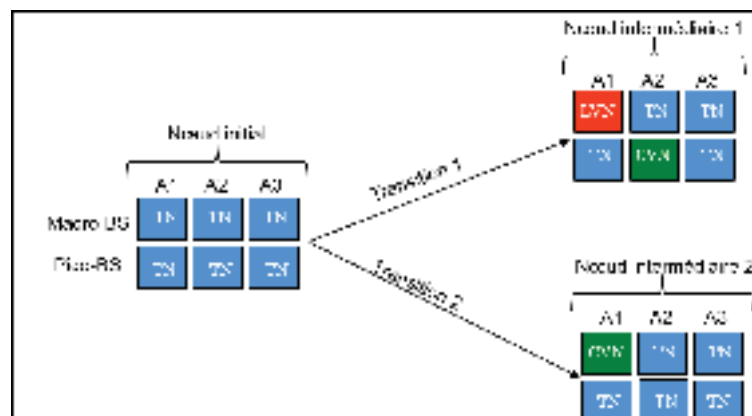 Noeud intermédiaire 1
A1 A2 A3
TN TN
TN TN
Noeud initial
A1 A2 A3
Macro BS TN TN TN
Pico-BS TN TN TN
Transition 1
Transition 2
Noeud intermédiaire 2
A1 A2 A3
TN TN
TN TN TN